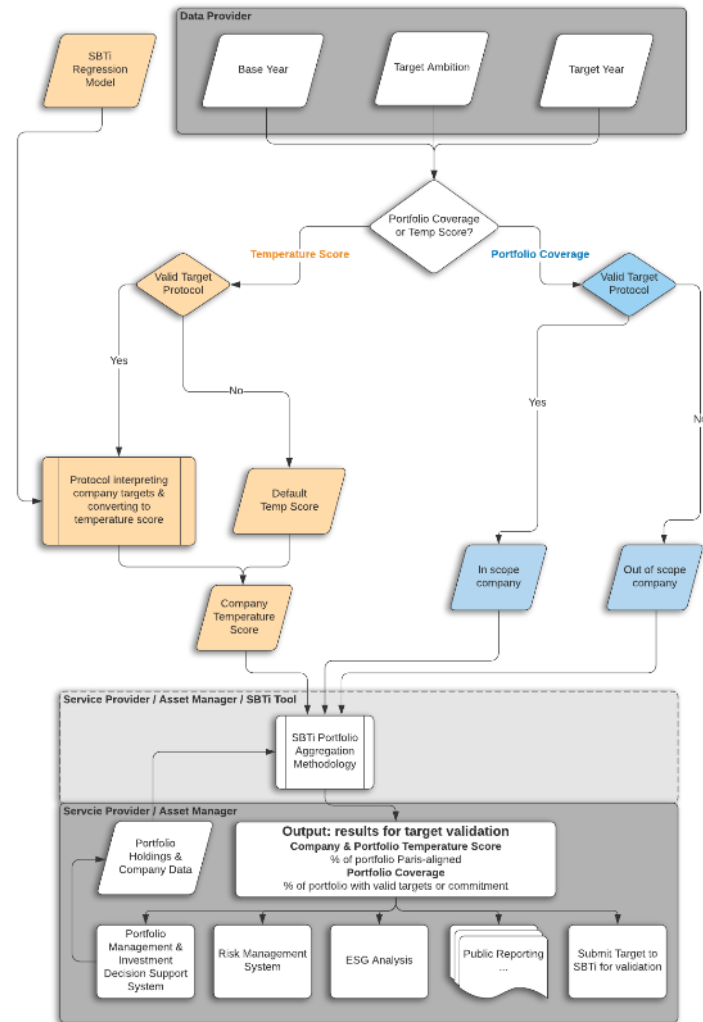 Data Provider
SBTi
Regression
Model
Base Year
Target Ambition
Target Year
Portfolio Coverage
or Temp Score?
Temperature Score
Portfolio Coverage
Valid Target
Protocol
Valid Target
Protocol
Yes
No
Yes
Protocol interpreting
company targets &
converting to
temperature score
Default
Temp Score
In scope
company
Out of scope
company
Company
Temperature
Score
Service Provider / Asset Manager / SBTi Tool
SBTi Portfolio
Aggregation
Methodology
Servcie Provider / Asset Manager
Portfolio
Holdings &
Company Data
Output: results for target validation
Company & Portfolio Temperature Score
% of portfolio Paris-aligned
Portfolio Coverage
% of portfolio with valid targets or commitment
Portfolio
Management &
Investment
Decision Support
System
Risk Management
System
ESG Analysis
Public Reporting
...
Submit Target to
SBTi for validation